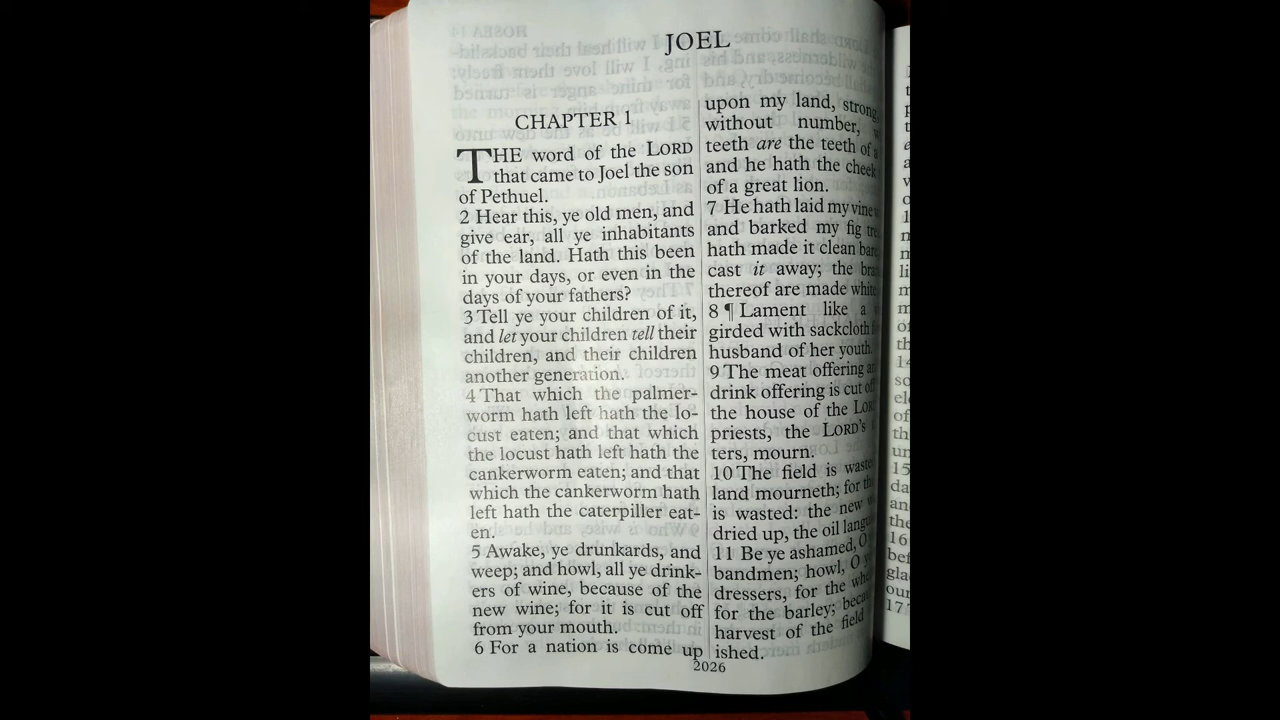 JOEL
CHAPTER 1
THE word of the LORD
that came to Joel the son
of Pethuel.
2 Hear this, ye old men, and
give ear, all ye inhabitants
of the land. Hath this been
in your days, or even in the
days of your fathers?
3 Tell ye your children of it,
and let your children tell their
children, and their children
another generation.
4 That which the palmer-
worm hath left hath the lo-
cust eaten; and that which
the locust hath left hath the
cankerworm eaten; and that
which the cankerworm hath
left hath the caterpiller eat-
en.
5 Awake, ye drunkards, and
weep; and howl, all ye drink-
ers of wine, because of the
new wine; for it is cut off
from your mouth.
6 For a nation is come up
upon my land, strong,
without number,
teeth are the teeth of
and he hath the cheek
of a great lion.
7 He hath laid my vine
and barked my fig
hath made it clean
cast it away; the
thereof are made white
8 ¶ Lament like a
girded with sackcloth
husband of her youth.
9 The meat offering
drink offering is cut
the house of the
priests, the LORD'S
ters, mourn.
10 The field is
land mourneth; for
is wasted: the new
dried up, the oil
11 Be ye ashamed, O
bandmen; howl, O
dressers, for the
for the barley;
harvest of the field
ished.
2026